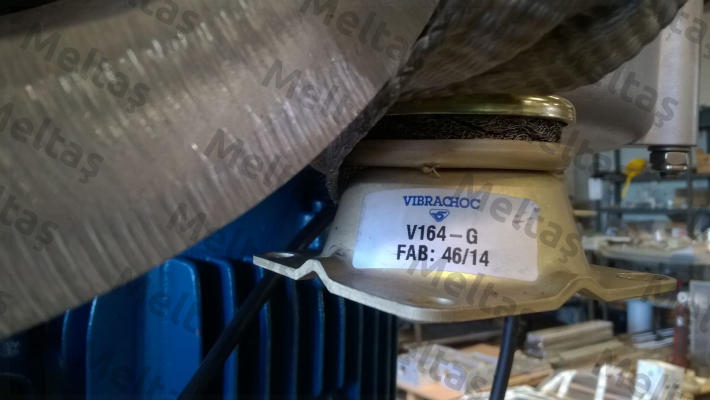 VIBRACHOC
V164-G
FAB: 46/14
Meltaş